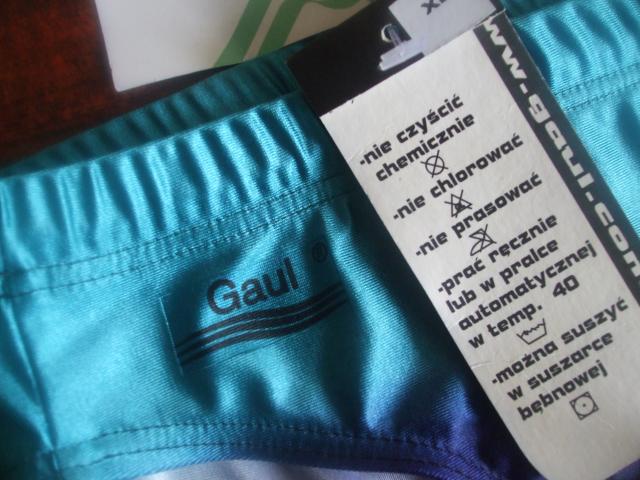 XL
www.gaul.com
-nie czyścić
chemicznie
-nie chlorować
-nie prasować
-prać ręcznie
lub w pralce
automatycznej
w temp. 40
-można suszyć
w suszarce
bębnowej
Gaul ®